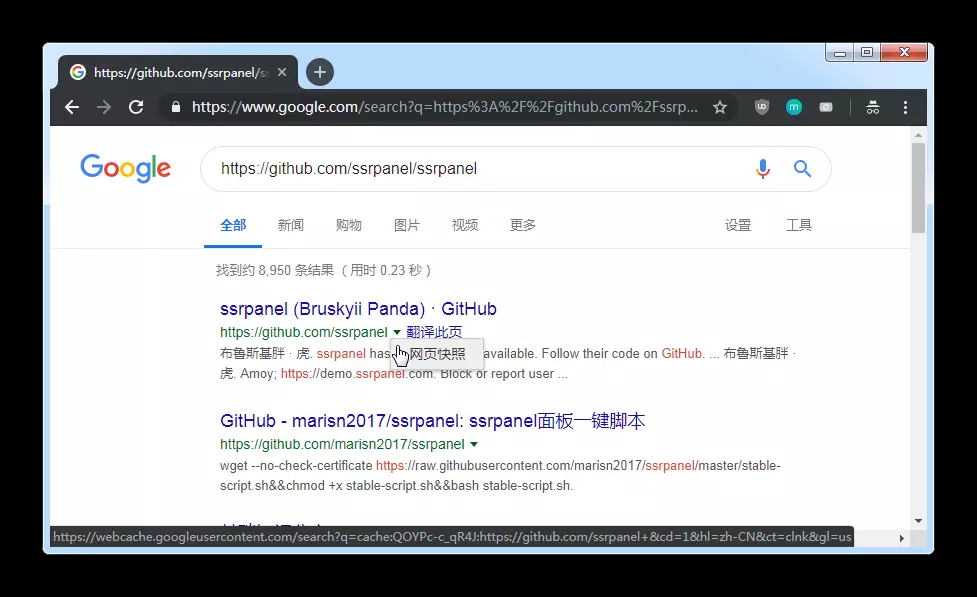 https://github.com/ssrpanel/ss
https://www.google.com/search?q=https%3A%2F%2Fgithub.com%2Fssrp...
Google
https://github.com/ssrpanel/ssrpanel
全部 新闻 购物 图片 视频 更多 设置 工具
找到约 8,950 条结果 （用时 0.23 秒）
ssrpanel (Bruskyii Panda) · GitHub
https://github.com/ssrpanel 翻译此页
网页快照
布鲁斯基胖 · 虎. ssrpanel has available. Follow their code on GitHub. ... 布鲁斯基胖 ·
虎. Amoy; https://demo.ssrpanel.com. Block or report user ...
GitHub - marisn2017/ssrpanel: ssrpanel面板一键脚本
https://github.com/marisn2017/ssrpanel
wget --no-check-certificate https://raw.githubusercontent.com/marisn2017/ssrpanel/master/stable-
script.sh&&chmod +x stable-script.sh&&bash stable-script.sh.
https://webcache.googleusercontent.com/search?q=cache:QOYPc-c_qR4J:https://github.com/ssrpanel+&cd=1&hl=zh-CN&ct=clnk&gl=us